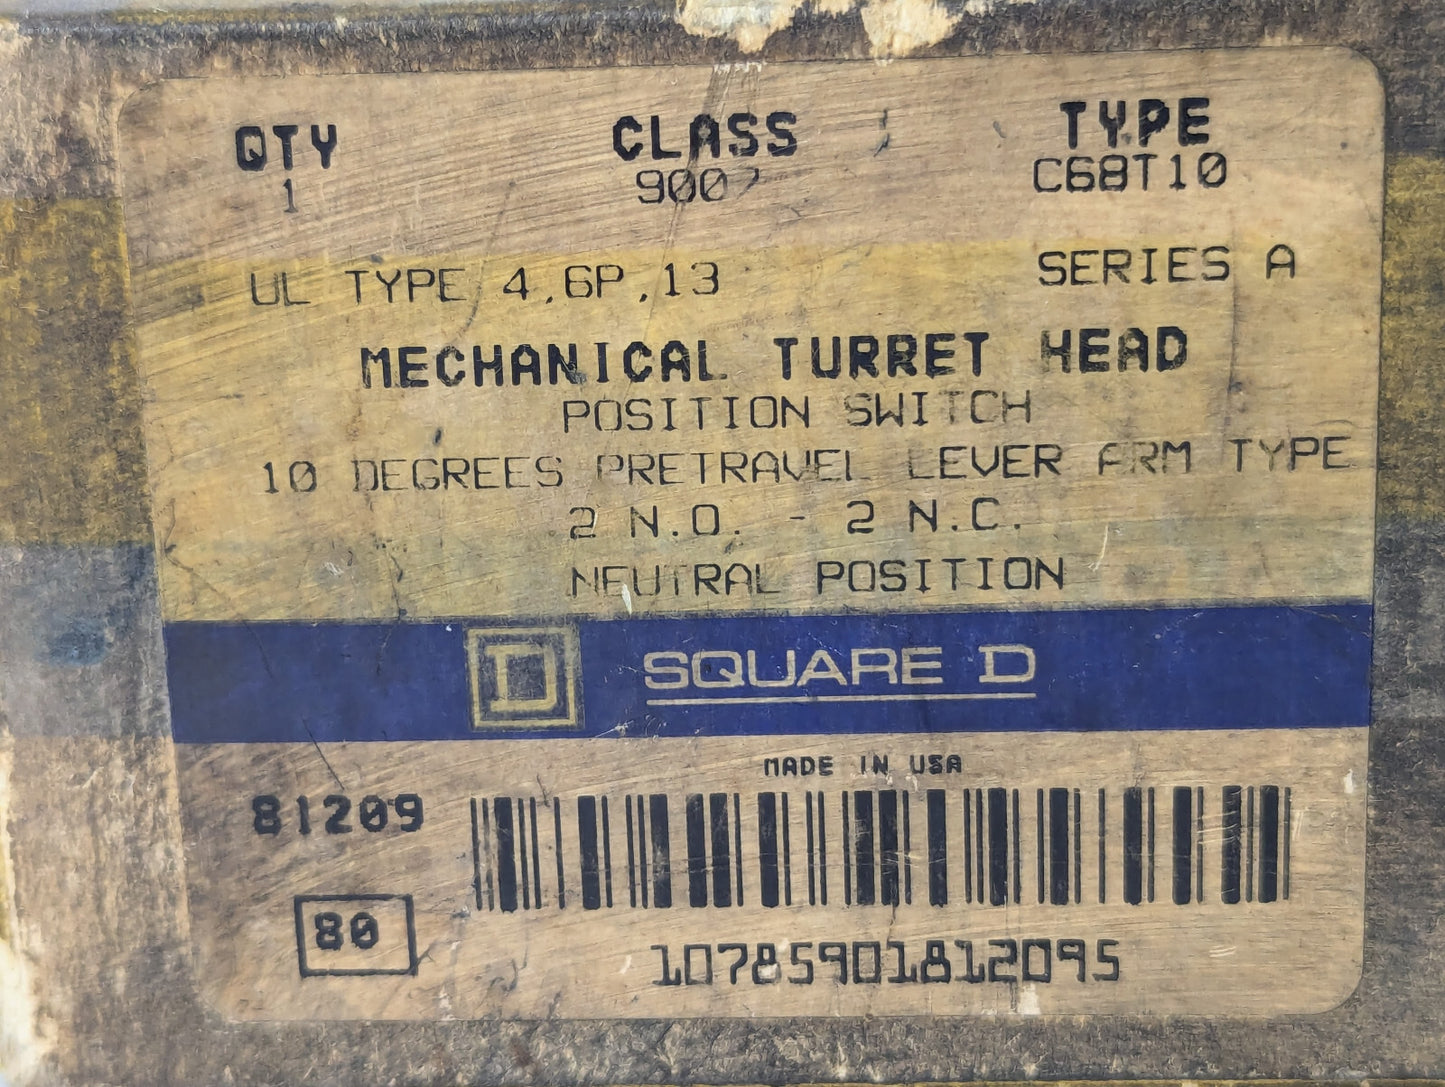 QTY CLASS TYPE
1 9007 C68T10
UL TYPE 4,6P,13 SERIES A
MECHANICAL TURRET HEAD
POSITION SWITCH
10 DEGREES PRETRAVEL LEVER ARM TYPE
2 N.O. - 2 N.C.
NEUTRAL POSITION
D SQUARE D
MADE IN USA
81209
80
10785901812095